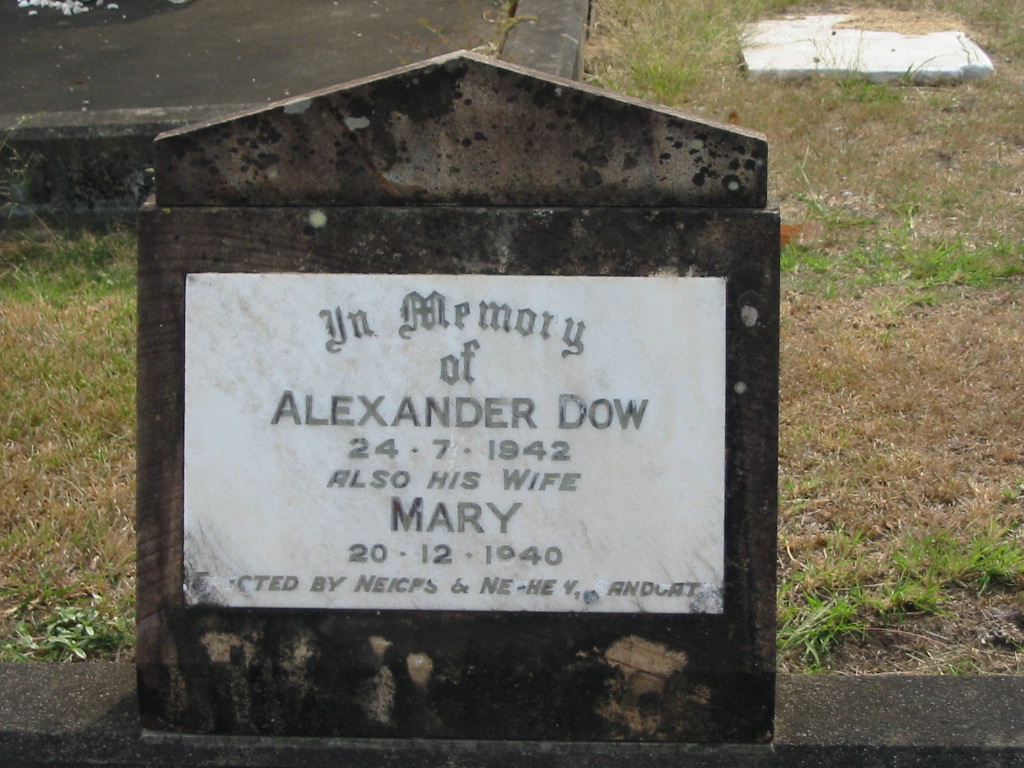 In Memory
of
ALEXANDER DOW
24 · 7 · 1942
ALSO HIS WIFE
MARY
20 · 12 · 1940
BY &